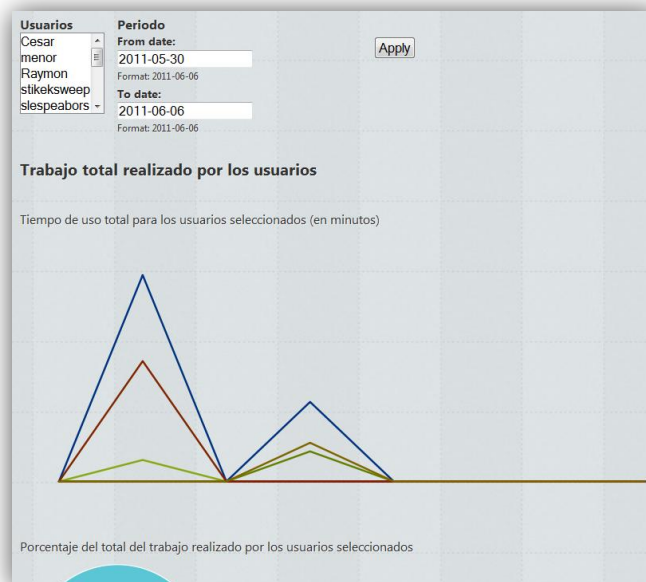 Usuarios
Cesar
menor
Raymon
stikeksweep
slespeabors
Periodo
From date:
2011-05-30
Format: 2011-06-06
To date:
2011-06-06
Format: 2011-06-06
Apply
Trabajo total realizado por los usuarios
Tiempo de uso total para los usuarios seleccionados (en minutos)
Porcentaje del total del trabajo realizado por los usuarios seleccionados